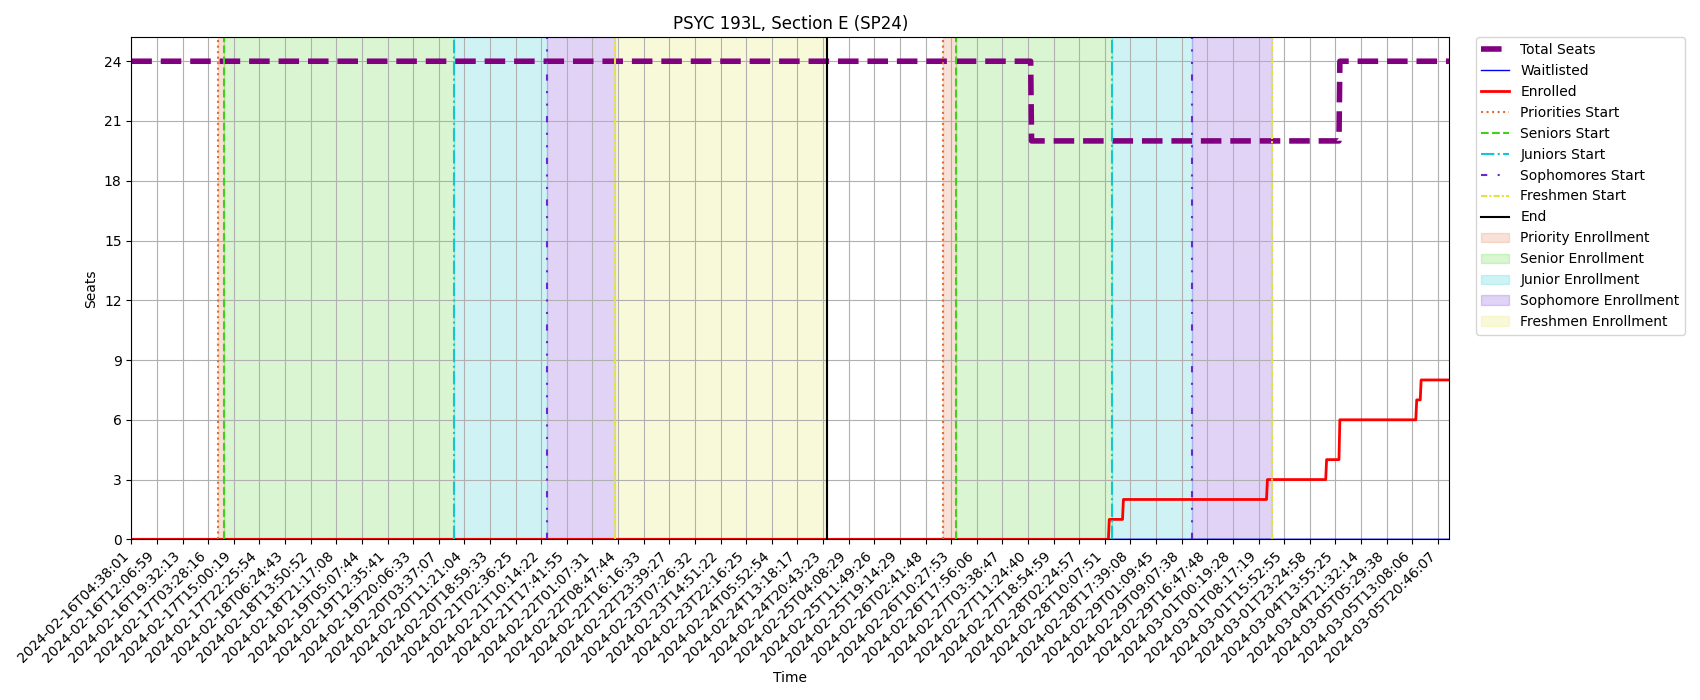 PSYC 193L, Section E (SP24)
Seats
24
21
18
15
12
9
6
3
0
2024-02-16T04:38:01
2024-02-16T12:06:59
2024-02-16T19:32:13
2024-02-17T03:28:16
2024-02-17T15:00:19
2024-02-17T22:25:54
2024-02-18T06:24:43
2024-02-18T13:50:52
2024-02-18T21:17:08
2024-02-19T05:07:44
2024-02-19T12:35:41
2024-02-19T20:06:33
2024-02-20T03:37:07
2024-02-20T11:21:04
2024-02-20T18:59:33
2024-02-21T02:36:25
2024-02-21T10:14:22
2024-02-21T17:41:55
2024-02-22T01:07:31
2024-02-22T08:47:44
2024-02-22T16:16:33
2024-02-22T23:39:27
2024-02-23T07:26:32
2024-02-23T14:51:22
2024-02-23T22:16:25
2024-02-24T05:52:54
2024-02-24T13:18:17
2024-02-24T20:43:23
2024-02-25T04:08:29
2024-02-25T11:49:26
2024-02-25T19:14:29
2024-02-26T02:41:48
2024-02-26T10:27:53
2024-02-26T17:56:06
2024-02-27T03:38:47
2024-02-27T11:24:40
2024-02-27T18:54:59
2024-02-28T02:24:57
2024-02-28T10:07:51
2024-02-28T17:39:08
2024-02-29T01:09:45
2024-02-29T09:07:38
2024-02-29T16:47:48
2024-03-01T00:19:28
2024-03-01T08:17:19
2024-03-01T15:52:55
2024-03-01T23:24:58
2024-03-04T13:55:25
2024-03-04T21:32:14
2024-03-05T05:29:38
2024-03-05T13:08:06
2024-03-05T20:46:07
Time
Total Seats
Waitlisted
Enrolled
Priorities Start
Seniors Start
Juniors Start
Sophomores Start
Freshmen Start
End
Priority Enrollment
Senior Enrollment
Junior Enrollment
Sophomore Enrollment
Freshmen Enrollment